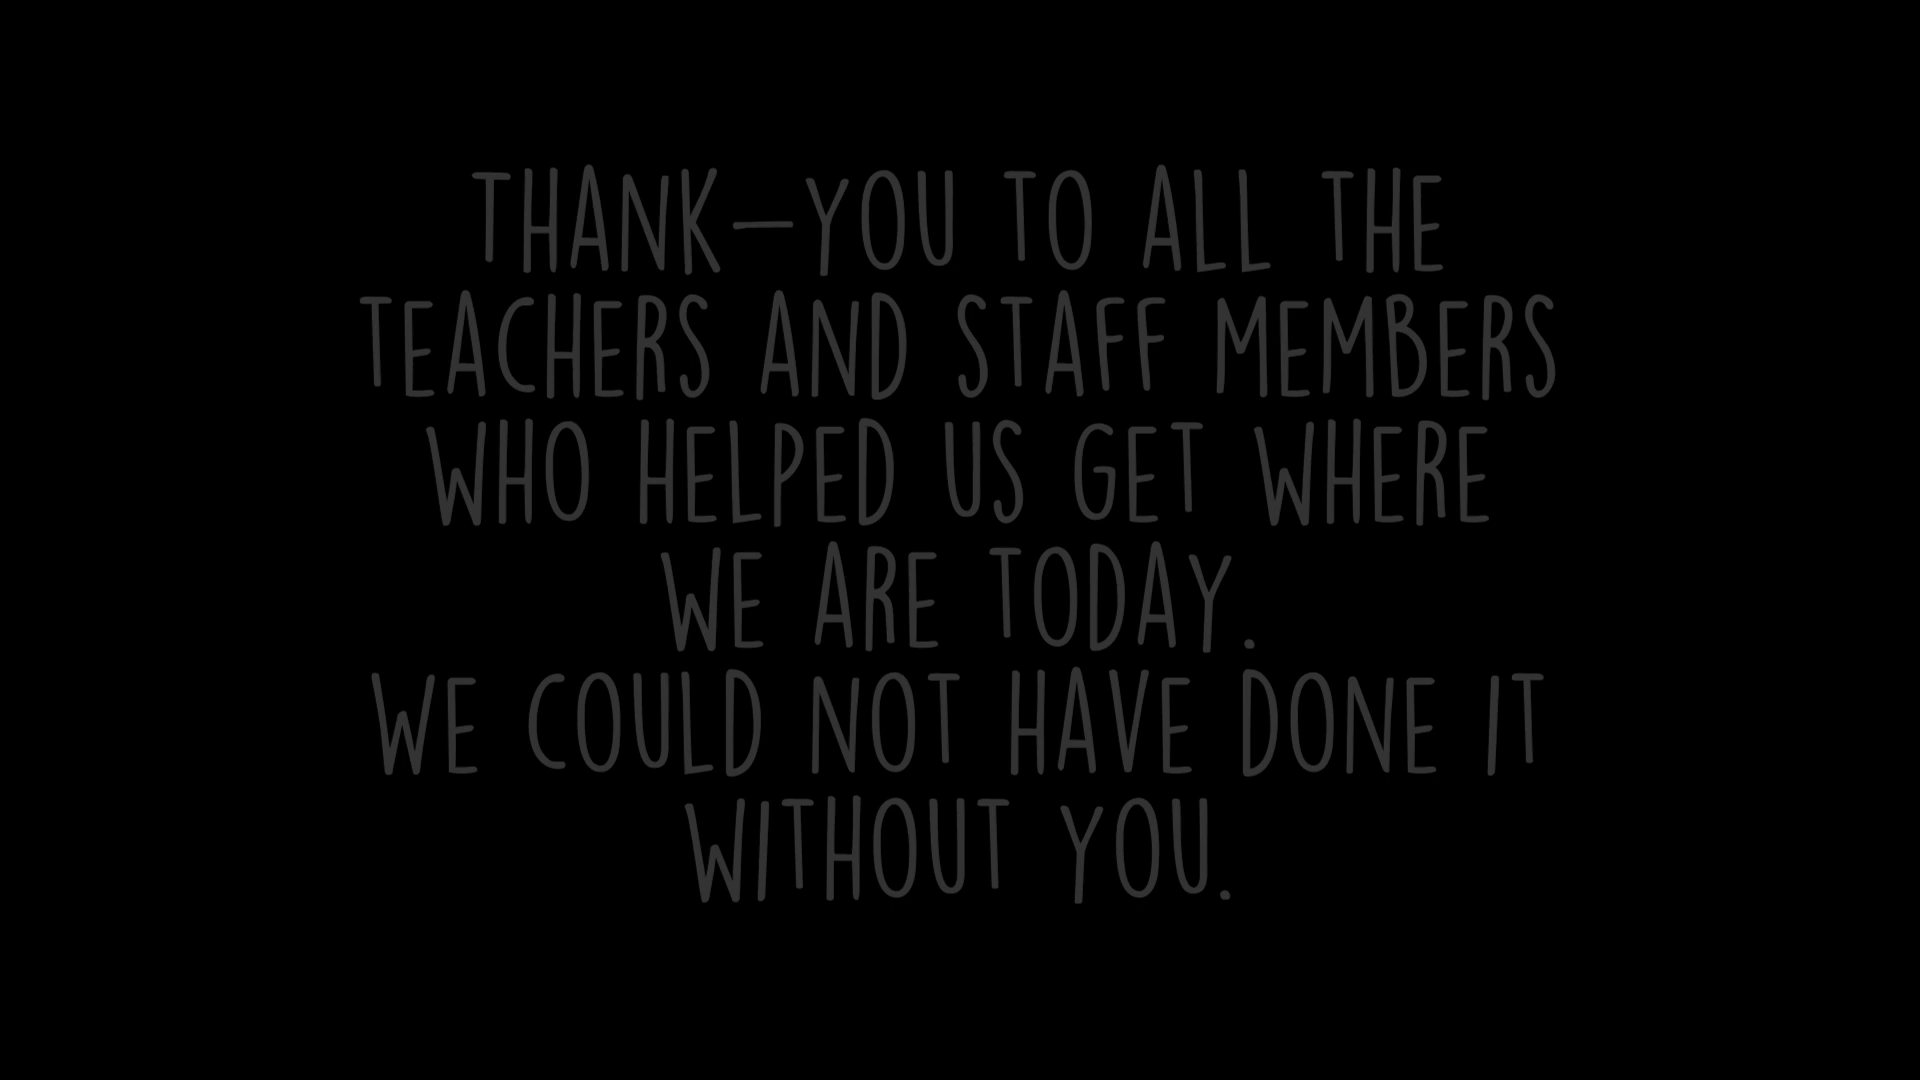 THANK-YOU TO ALL THE
TEACHERS AND STAFF MEMBERS
WHO HELPED US GET WHERE
WE ARE TODAY.
WE COULD NOT HAVE DONE IT
WITHOUT YOU.